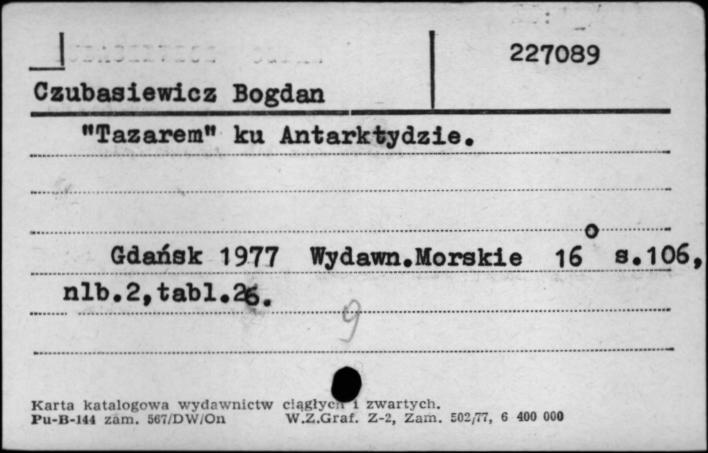 227089
Czubasiewicz Bogdan
"Tazarem" ku Antarktydzie.
Gdańsk 1977 Wydawn.Morskie 16° s.106,
nlb.2,tabl.26.
9
Karta katalogowa wydawnictw ciągłych i zwartych.
Pu-B-144 zam. 567/DW/On W.Z.Graf. Z-2, Zam. 502/77, 6 400 000